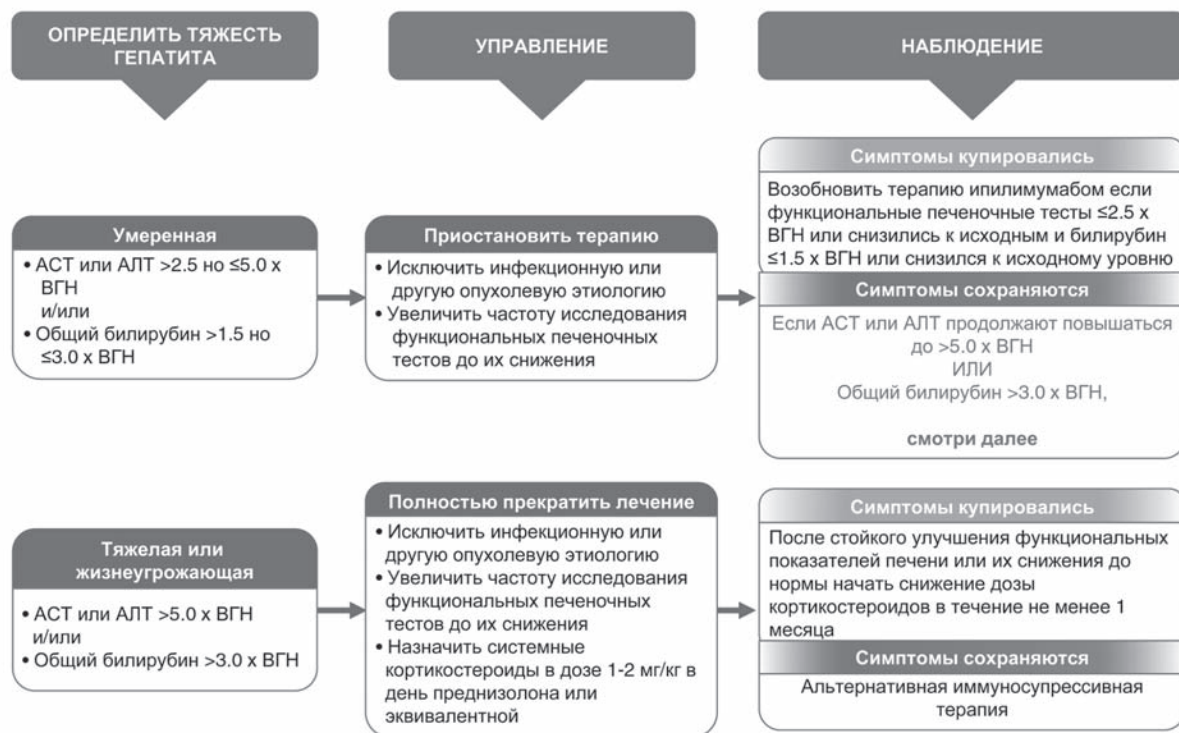 ОПРЕДЕЛИТЬ ТЯЖЕСТЬ
ГЕПАТИТА
УПРАВЛЕНИЕ
НАБЛЮДЕНИЕ
Умеренная
• АСТ или АЛТ >2.5 но ≤5.0 х
ВГН
и/или
• Общий билирубин >1.5 но
≤3.0 х ВГН
Приостановить терапию
• Исключить инфекционную или
другую опухолевую этиологию
• Увеличить частоту исследования
функциональных печеночных
тестов до их снижения
Симптомы купировались
Возобновить терапию ипилимумабом если
функциональные печеночные тесты ≤2.5 х
ВГН или снизились к исходным и билирубин
≤1.5 х ВГН или снизился к исходному уровню
Симптомы сохраняются
Если АСТ или АЛТ продолжают повышаться
до >5.0 х ВГН
ИЛИ
Общий билирубин >3.0 х ВГН,
смотри далее
Тяжелая или
жизнеугрожающая
• АСТ или АЛТ >5.0 х ВГН
и/или
• Общий билирубин >3.0 х ВГН
Полностью прекратить лечение
• Исключить инфекционную или
другую опухолевую этиологию
• Увеличить частоту исследования
функциональных печеночных
тестов до их снижения
• Назначить системные
кортикостероиды в дозе 1-2 мг/кг в
день преднизолона или
эквивалентной
Симптомы купировались
После стойкого улучшения функциональных
показателей печени или их снижения до
нормы начать снижение дозы
кортикостероидов в течение не менее 1
месяца
Симптомы сохраняются
Альтернативная иммуносупрессивная
терапия